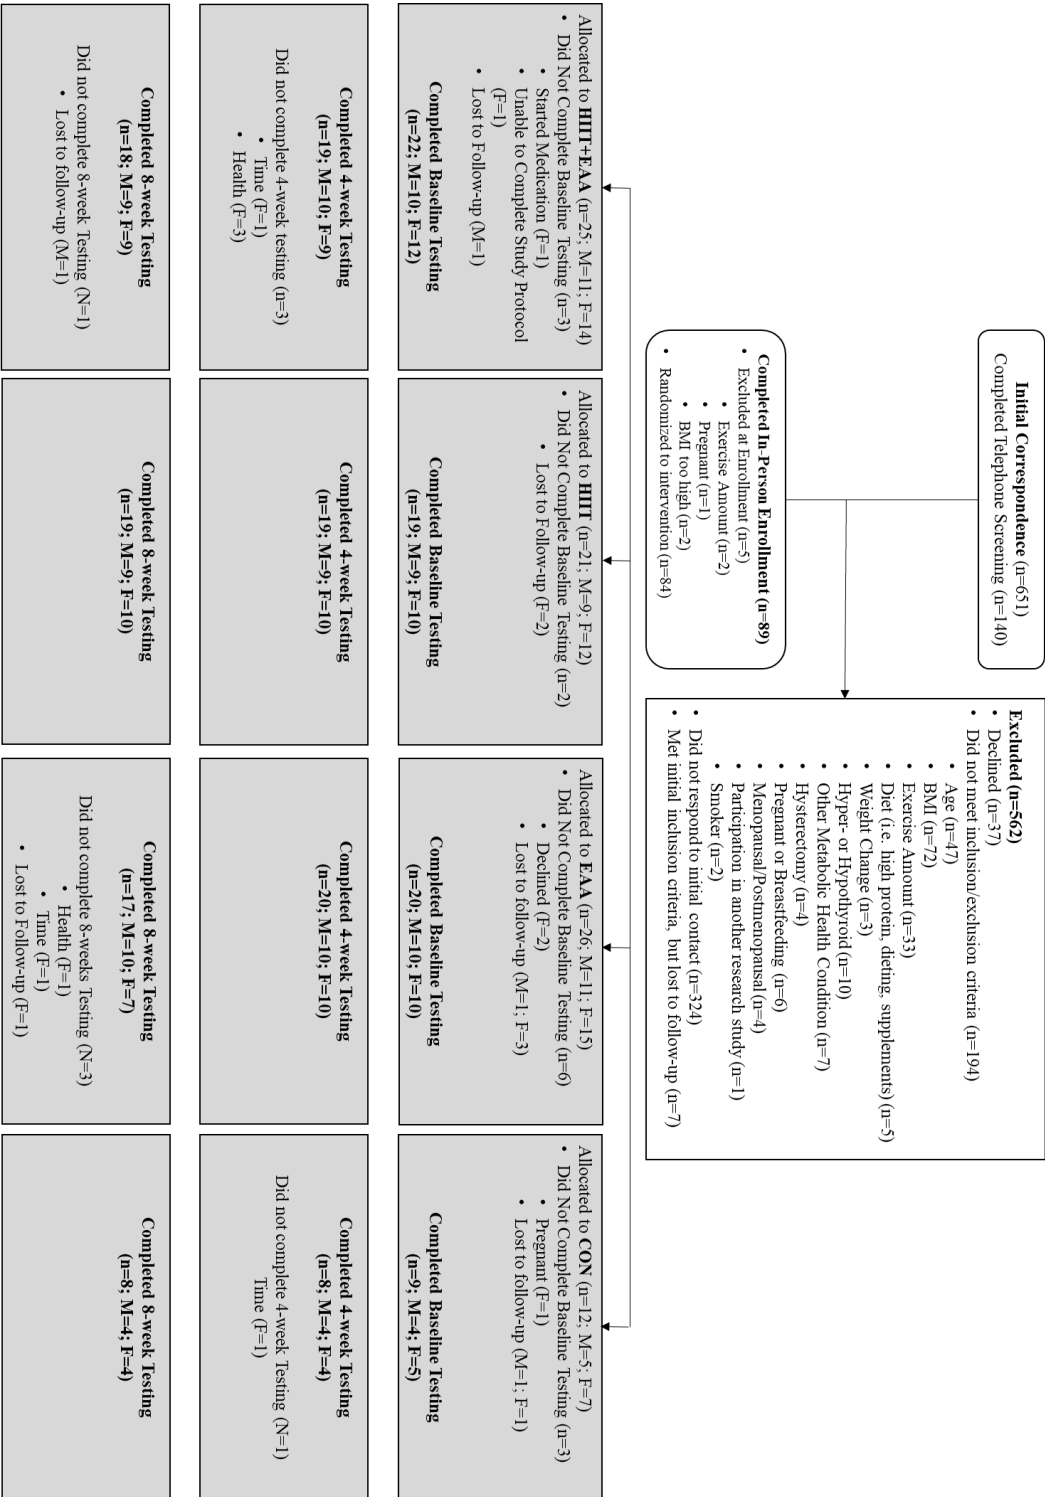 Initial Correspondence (n=651)
Completed Telephone Screening (n=140)
Excluded (n=562)
• Declined (n=37)
• Did not meet inclusion/exclusion criteria (n=194)
• Age (n=47)
• BMI (n=72)
• Exercise Amount (n=33)
• Diet (i.e. high protein, dieting, supplements) (n=5)
• Weight Change (n=3)
• Hyper- or Hypothyroid (n=10)
• Other Metabolic Health Condition (n=7)
• Hysterectomy (n=4)
• Pregnant or Breastfeeding (n=6)
• Menopausal/Postmenopausal (n=4)
• Participation in another research study (n=1)
• Smoker (n=2)
• Did not respond to initial contact (n=324)
• Met initial inclusion criteria, but lost to follow-up (n=7)
Completed In-Person Enrollment (n=89)
• Excluded at Enrollment (n=5)
• Exercise Amount (n=2)
• Pregnant (n=1)
• BMI too high (n=2)
• Randomized to intervention (n=84)
Allocated to HIIT+EAA (n=25; M=11; F=14)
• Did Not Complete Baseline Testing (n=3)
• Started Medication (F=1)
• Unable to Complete Study Protocol
(F=1)
• Lost to Follow-up (M=1)
Completed Baseline Testing
(n=22; M=10; F=12)
Allocated to HIIT (n=21; M=9; F=12)
• Did Not Complete Baseline Testing (n=2)
• Lost to Follow-up (F=2)
Completed Baseline Testing
(n=19; M=9; F=10)
Allocated to EAA (n=26; M=11; F=15)
• Did Not Complete Baseline Testing (n=6)
• Declined (F=2)
• Lost to follow-up (M=1; F=3)
Completed Baseline Testing
(n=20; M=10; F=10)
Allocated to CON (n=12; M=5; F=7)
• Did Not Complete Baseline Testing (n=3)
• Pregnant (F=1)
• Lost to follow-up (M=1; F=1)
Completed Baseline Testing
(n=9; M=4; F=5)
Completed 4-week Testing
(n=19; M=10; F=9)
Did not complete 4-week testing (n=3)
• Time (F=1)
• Health (F=3)
Completed 4-week Testing
(n=19; M=9; F=10)
Completed 4-week Testing
(n=20; M=10; F=10)
Completed 4-week Testing
(n=8; M=4; F=4)
Did not complete 4-week Testing (N=1)
Time (F=1)
Completed 8-week Testing
(n=18; M=9; F=9)
Did not complete 8-week Testing (N=1)
• Lost to follow-up (M=1)
Completed 8-week Testing
(n=19; M=9; F=10)
Completed 8-week Testing
(n=17; M=10; F=7)
Did not complete 8-weeks Testing (N=3)
• Health (F=1)
• Time (F=1)
• Lost to Follow-up (F=1)
Completed 8-week Testing
(n=8; M=4; F=4)